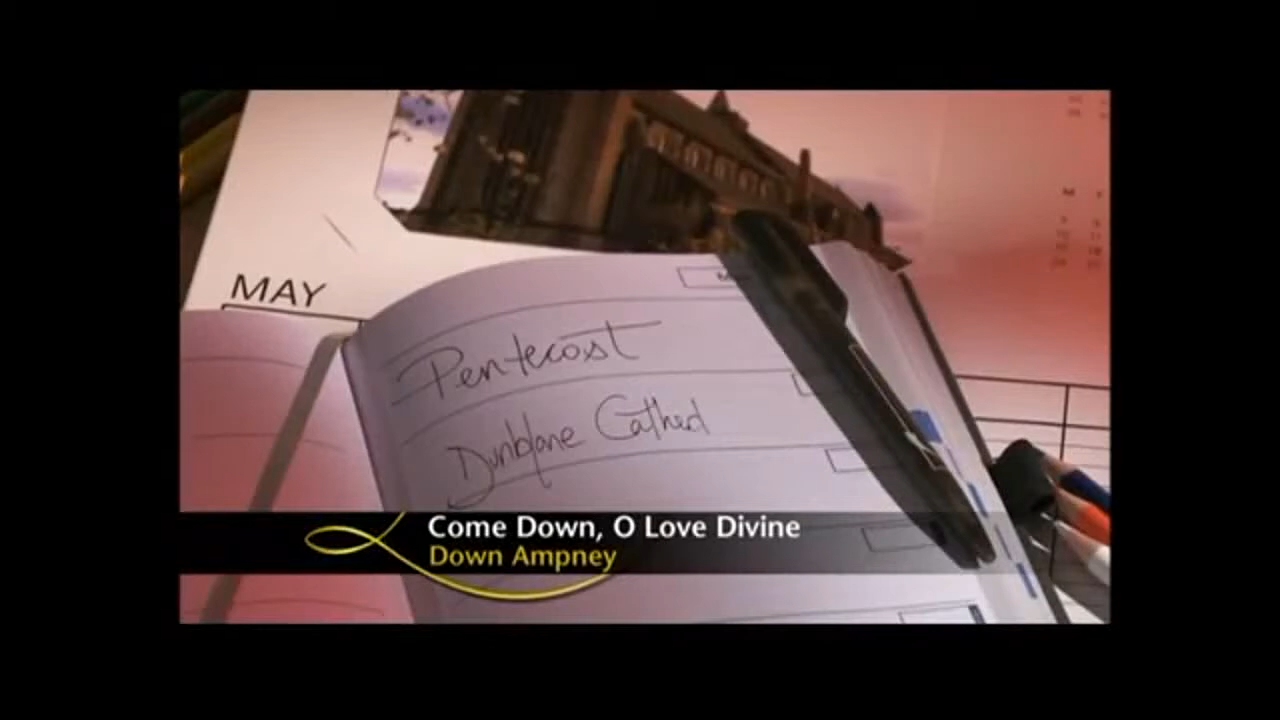 MAY
Pentecost
Dunblane Cathed
Come Down, O Love Divine
Down Ampney